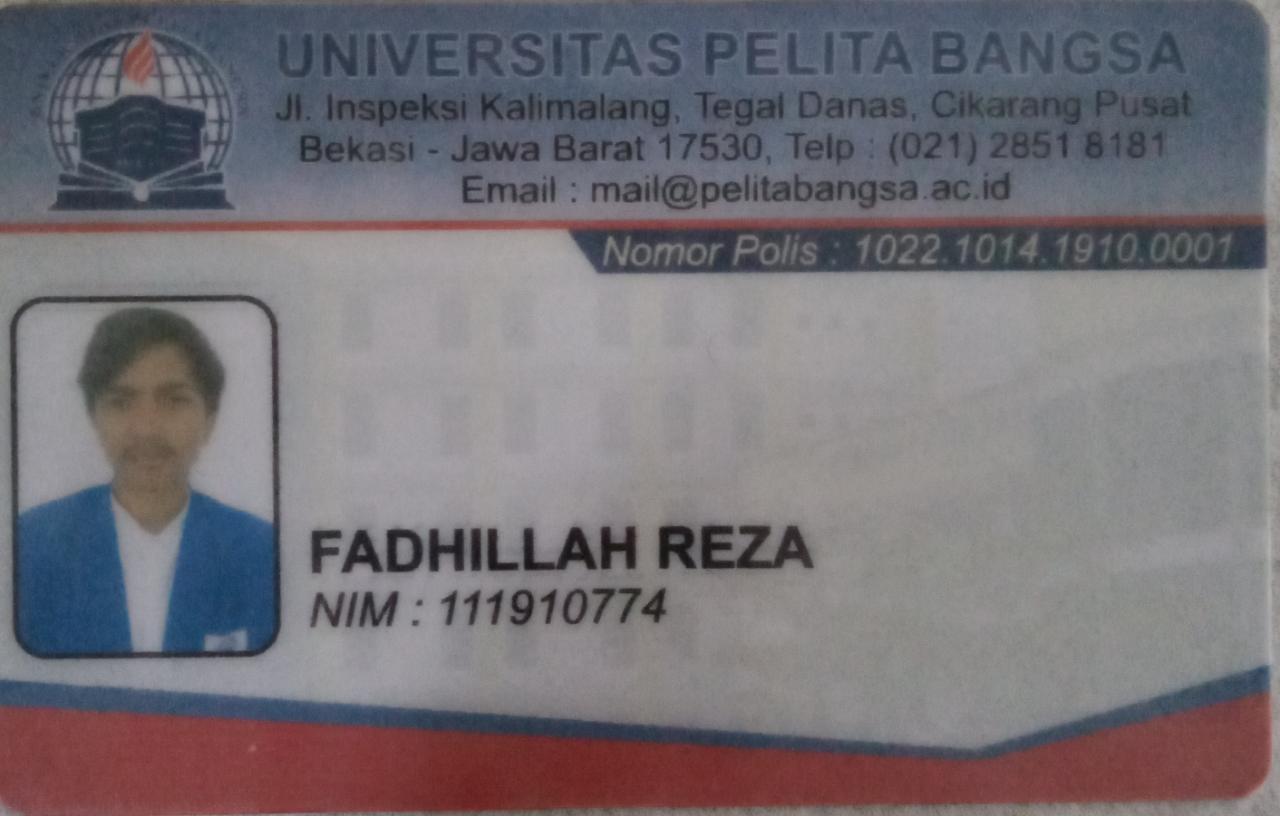 UNIVERSITAS PELITA BANGSA
Jl. Inspeksi Kalimalang, Tegal Danas, Cikarang Pusat
Bekasi - Jawa Barat 17530, Telp : (021) 2851 8181
Email : mail@pelitabangsa.ac.id
Nomor Polis : 1022.1014.1910.0001
FADHILLAH REZA
NIM : 111910774